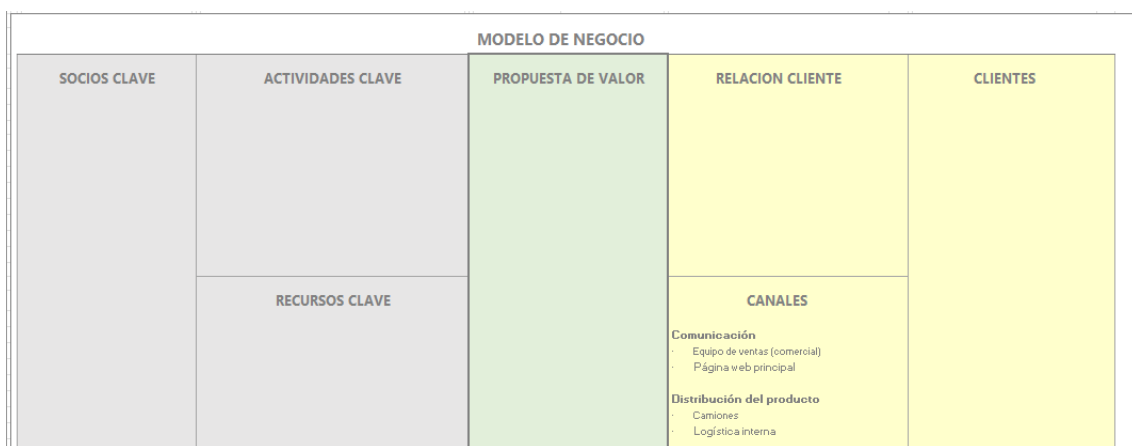 MODELO DE NEGOCIO
SOCIOS CLAVE
ACTIVIDADES CLAVE
PROPUESTA DE VALOR
RELACION CLIENTE
CLIENTES
RECURSOS CLAVE
CANALES
Comunicación
· Equipo de ventas (comercial)
· Página web principal
Distribución del producto
· Camiones
· Logística interna